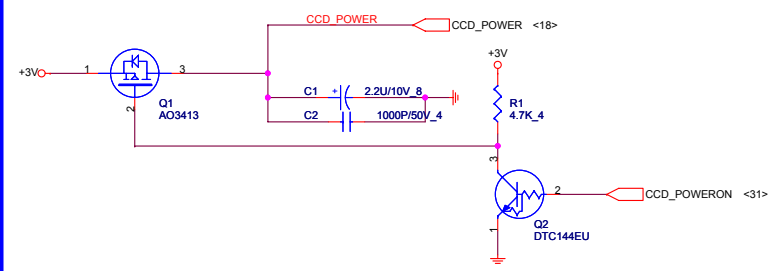 CCD_POWER
CCD_POWER <18>
+3V
+3V
1
3
C1
+
2.2U/10V_8
C2
1000P/50V_4
Q1
AO3413
2
R1
4.7K_4
3
2
CCD_POWERON <31>
1
Q2
DTC144EU